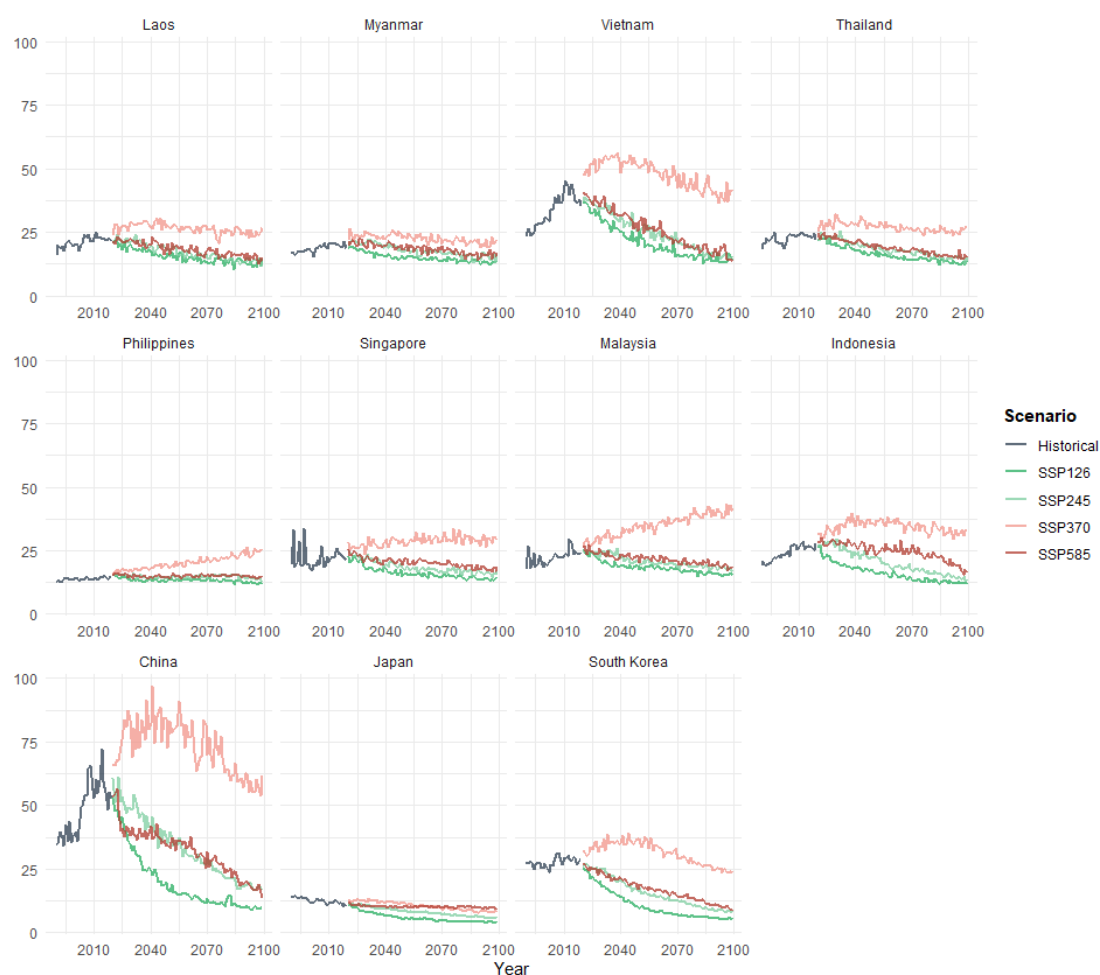 Laos Myanmar Vietnam Thailand
100
75
50
25
0
2010 2040 2070 2100 2010 2040 2070 2100 2010 2040 2070 2100 2010 2040 2070 2100
Philippines Singapore Malaysia Indonesia
100
75
50
25
0
2010 2040 2070 2100 2010 2040 2070 2100 2010 2040 2070 2100 2010 2040 2070 2100
China Japan South Korea
100
75
50
25
0
2010 2040 2070 2100 2010 2040 2070 2100 2010 2040 2070 2100
Year
Scenario
Historical
SSP126
SSP245
SSP370
SSP585